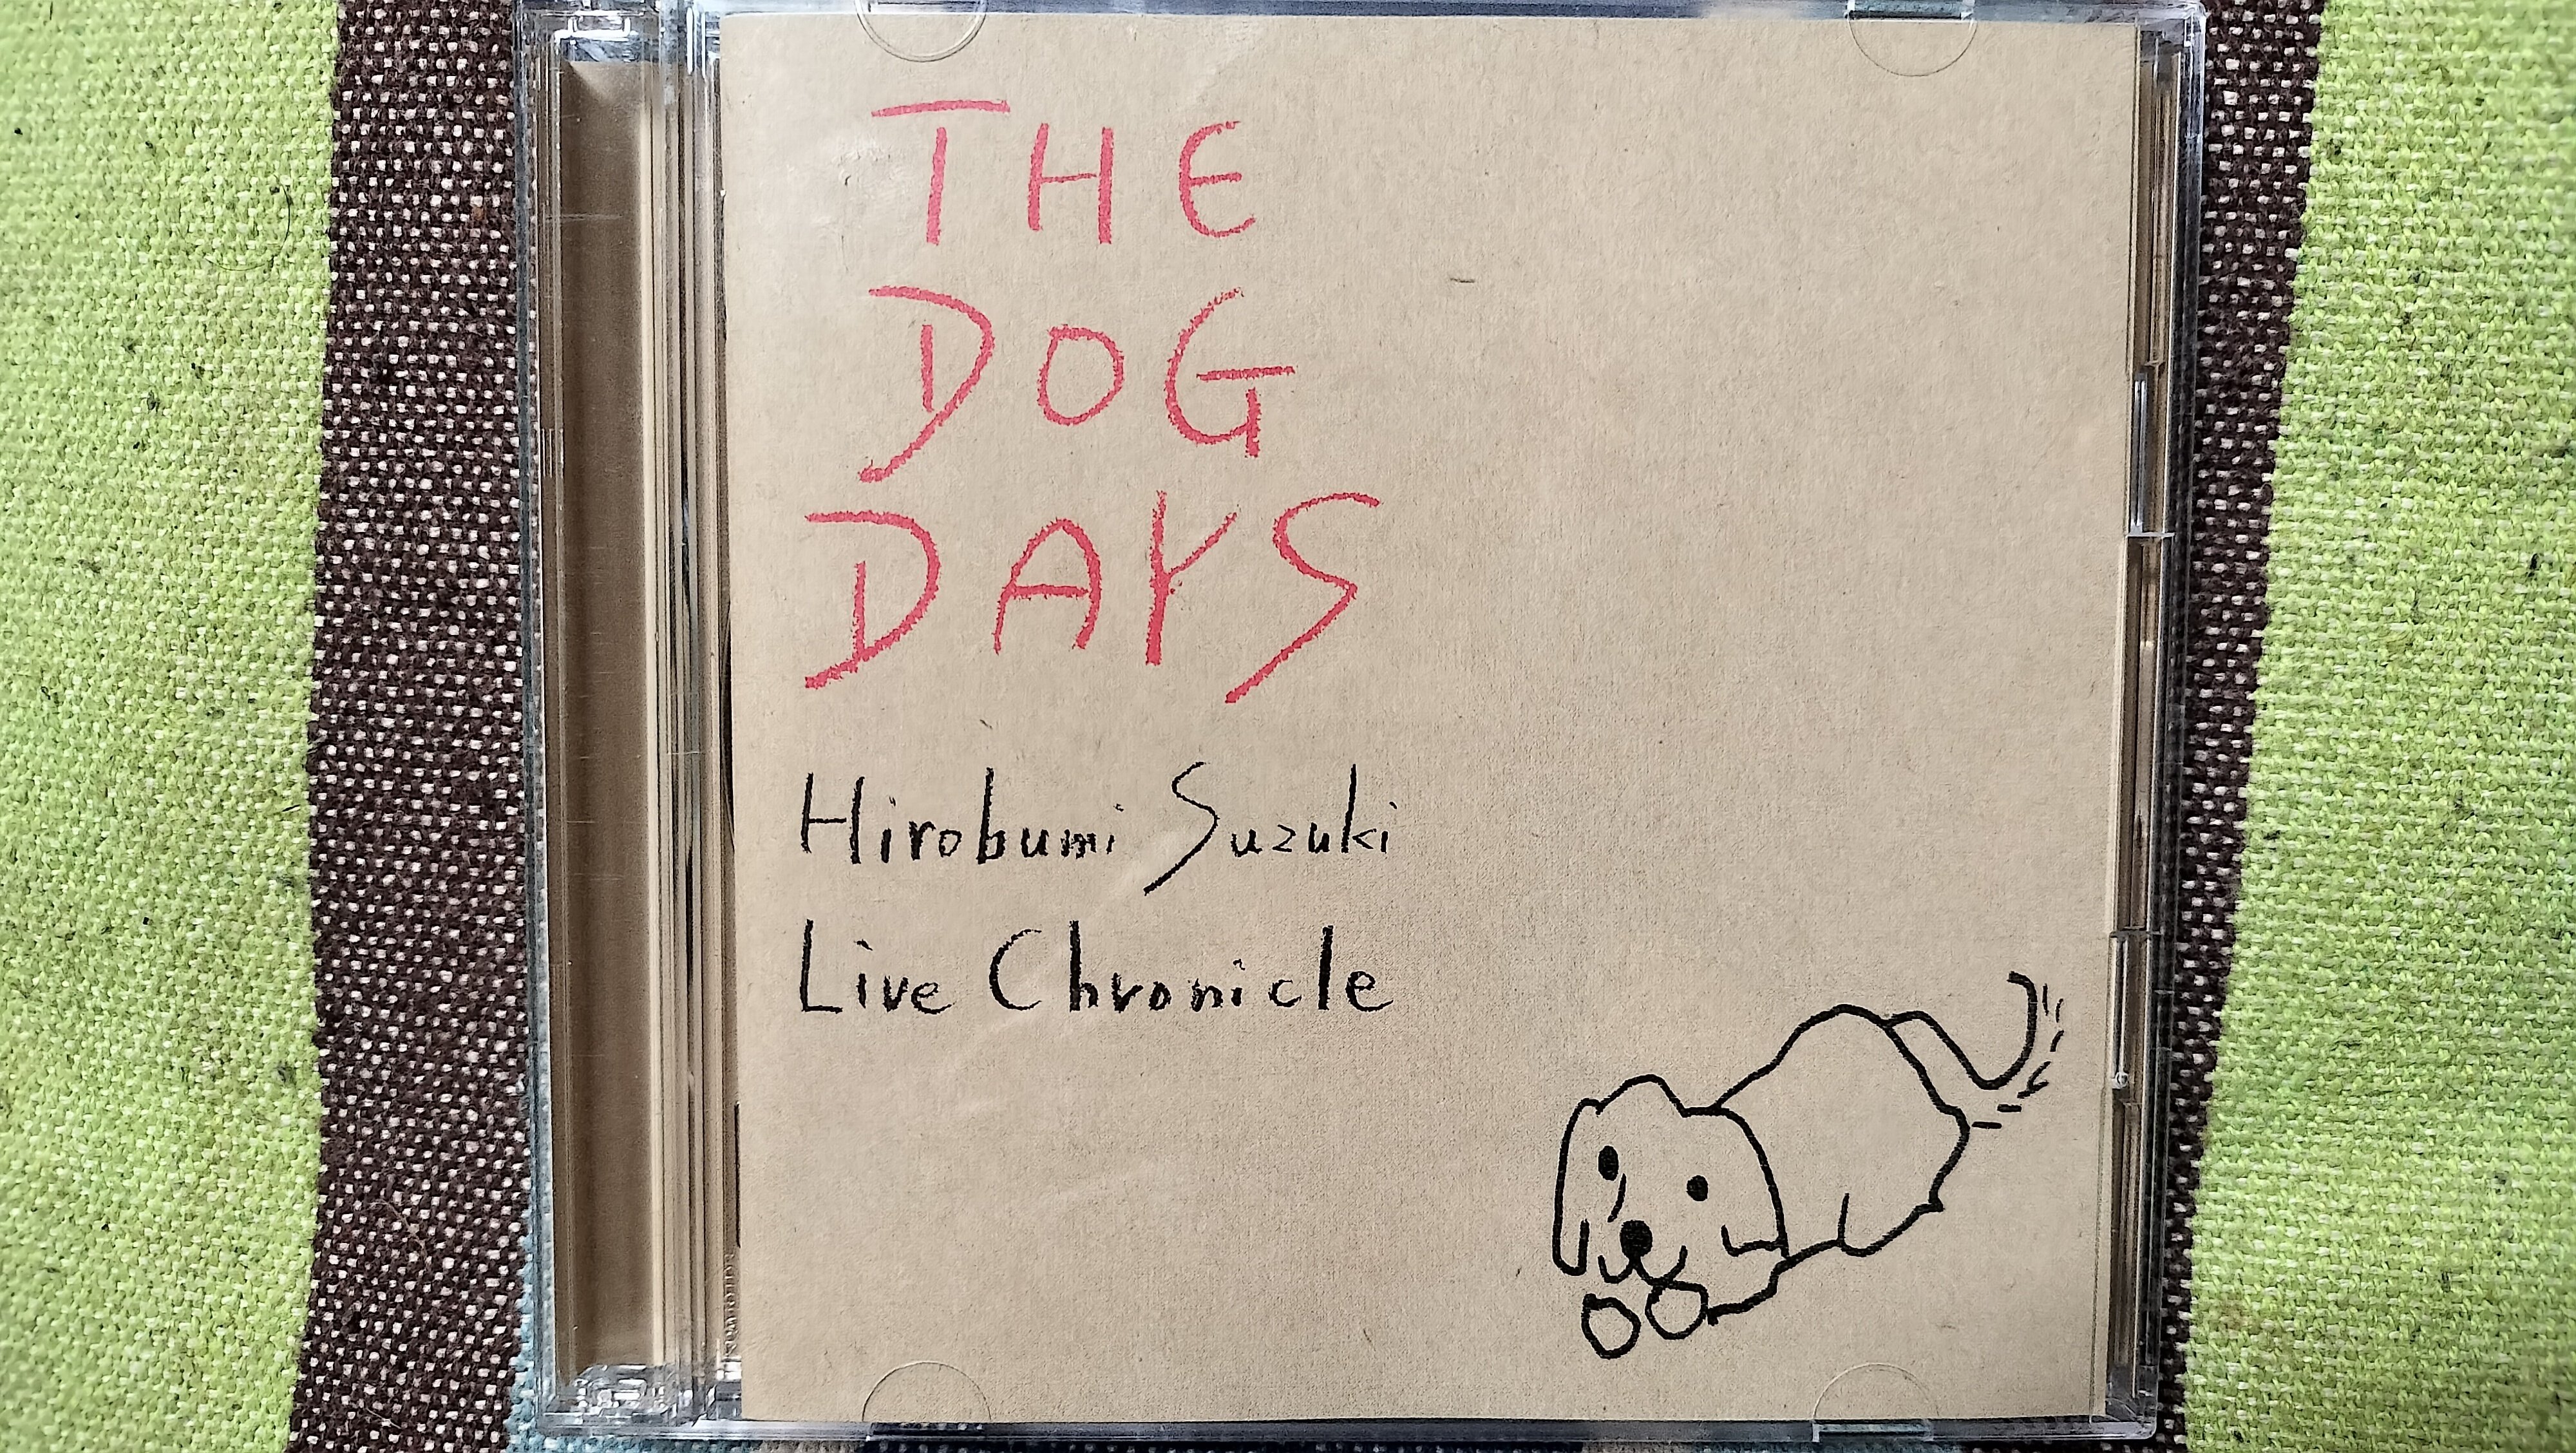 THE
DOG
DAYS
Hirobumi Suzuki
Live Chronicle